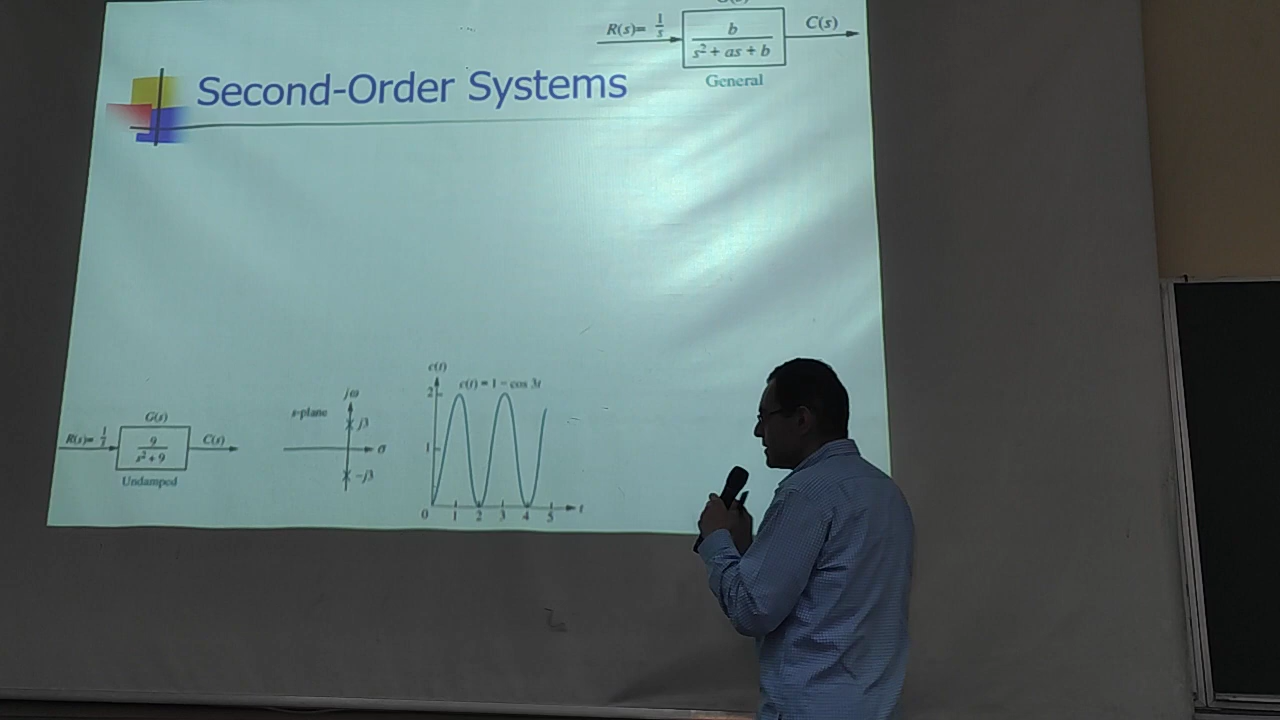 G(s)
R(s)= 1/s
b
s² + as + b
C(s)
General
Second-Order Systems
G(s)
R(s)= 1/s
9
s² + 9
C(s)
Undamped
s-plane
jω
j3
σ
-j3
c(t)
c(t) = 1 - cos 3t
2
1
0 1 2 3 4 5 t